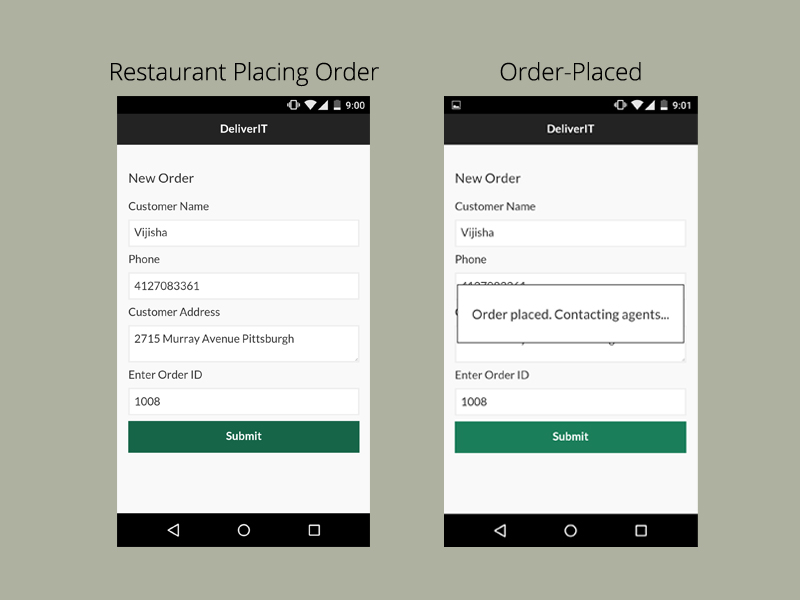 Restaurant Placing Order
9:00
DeliverIT
New Order
Customer Name
Vijisha
Phone
4127083361
Customer Address
2715 Murray Avenue Pittsburgh
Enter Order ID
1008
Submit
Order-Placed
9:01
DeliverIT
New Order
Customer Name
Vijisha
Phone
Order placed. Contacting agents...
Enter Order ID
1008
Submit